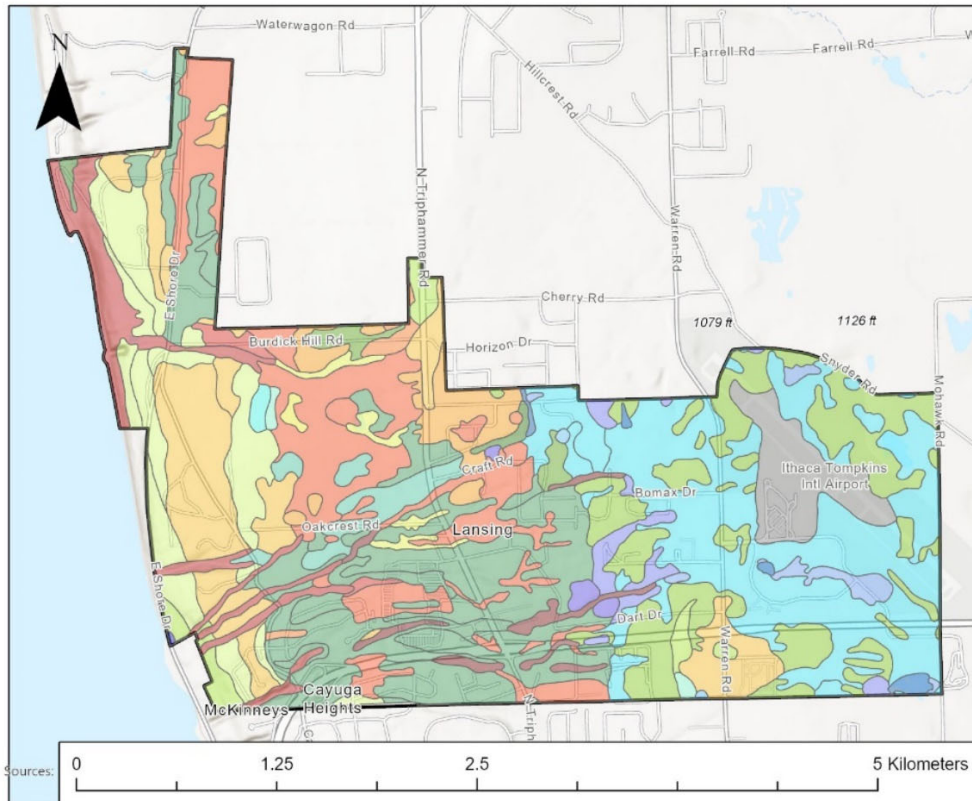 Waterwagon Rd
N
Farrell Rd
Farrell Rd
W
Hillcrest Rd
N Triphammer Rd
Warren Rd
E Shore Dr
Cherry Rd
1079 ft
1126 ft
Burdick Hill Rd
Horizon Dr
Snyder Rd
Mohawk Rd
Craft Rd
Ithaca Tompkins
Intl Airport
Bomax Dr
Oakcrest Rd
Lansing
E Shore Dr
Dart Dr
Warren Rd
Cayuga
Heights
McKinneys
N Triph
C
Sources:
0
1.25
2.5
5 Kilometers